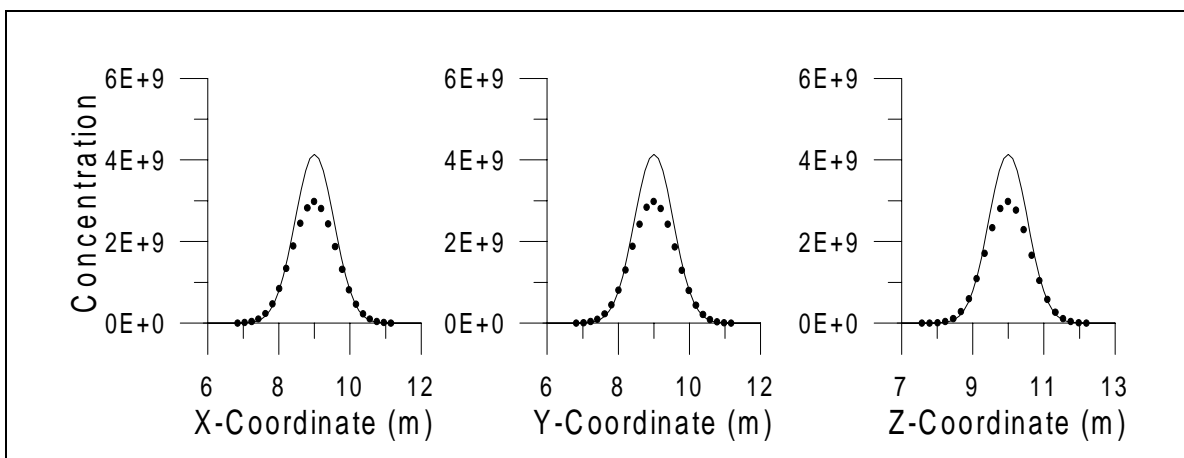 Concentration
6E+9
4E+9
2E+9
0E+0
6 8 10 12
X-Coordinate (m)
6E+9
4E+9
2E+9
0E+0
6 8 10 12
Y-Coordinate (m)
6E+9
4E+9
2E+9
0E+0
7 9 11 13
Z-Coordinate (m)